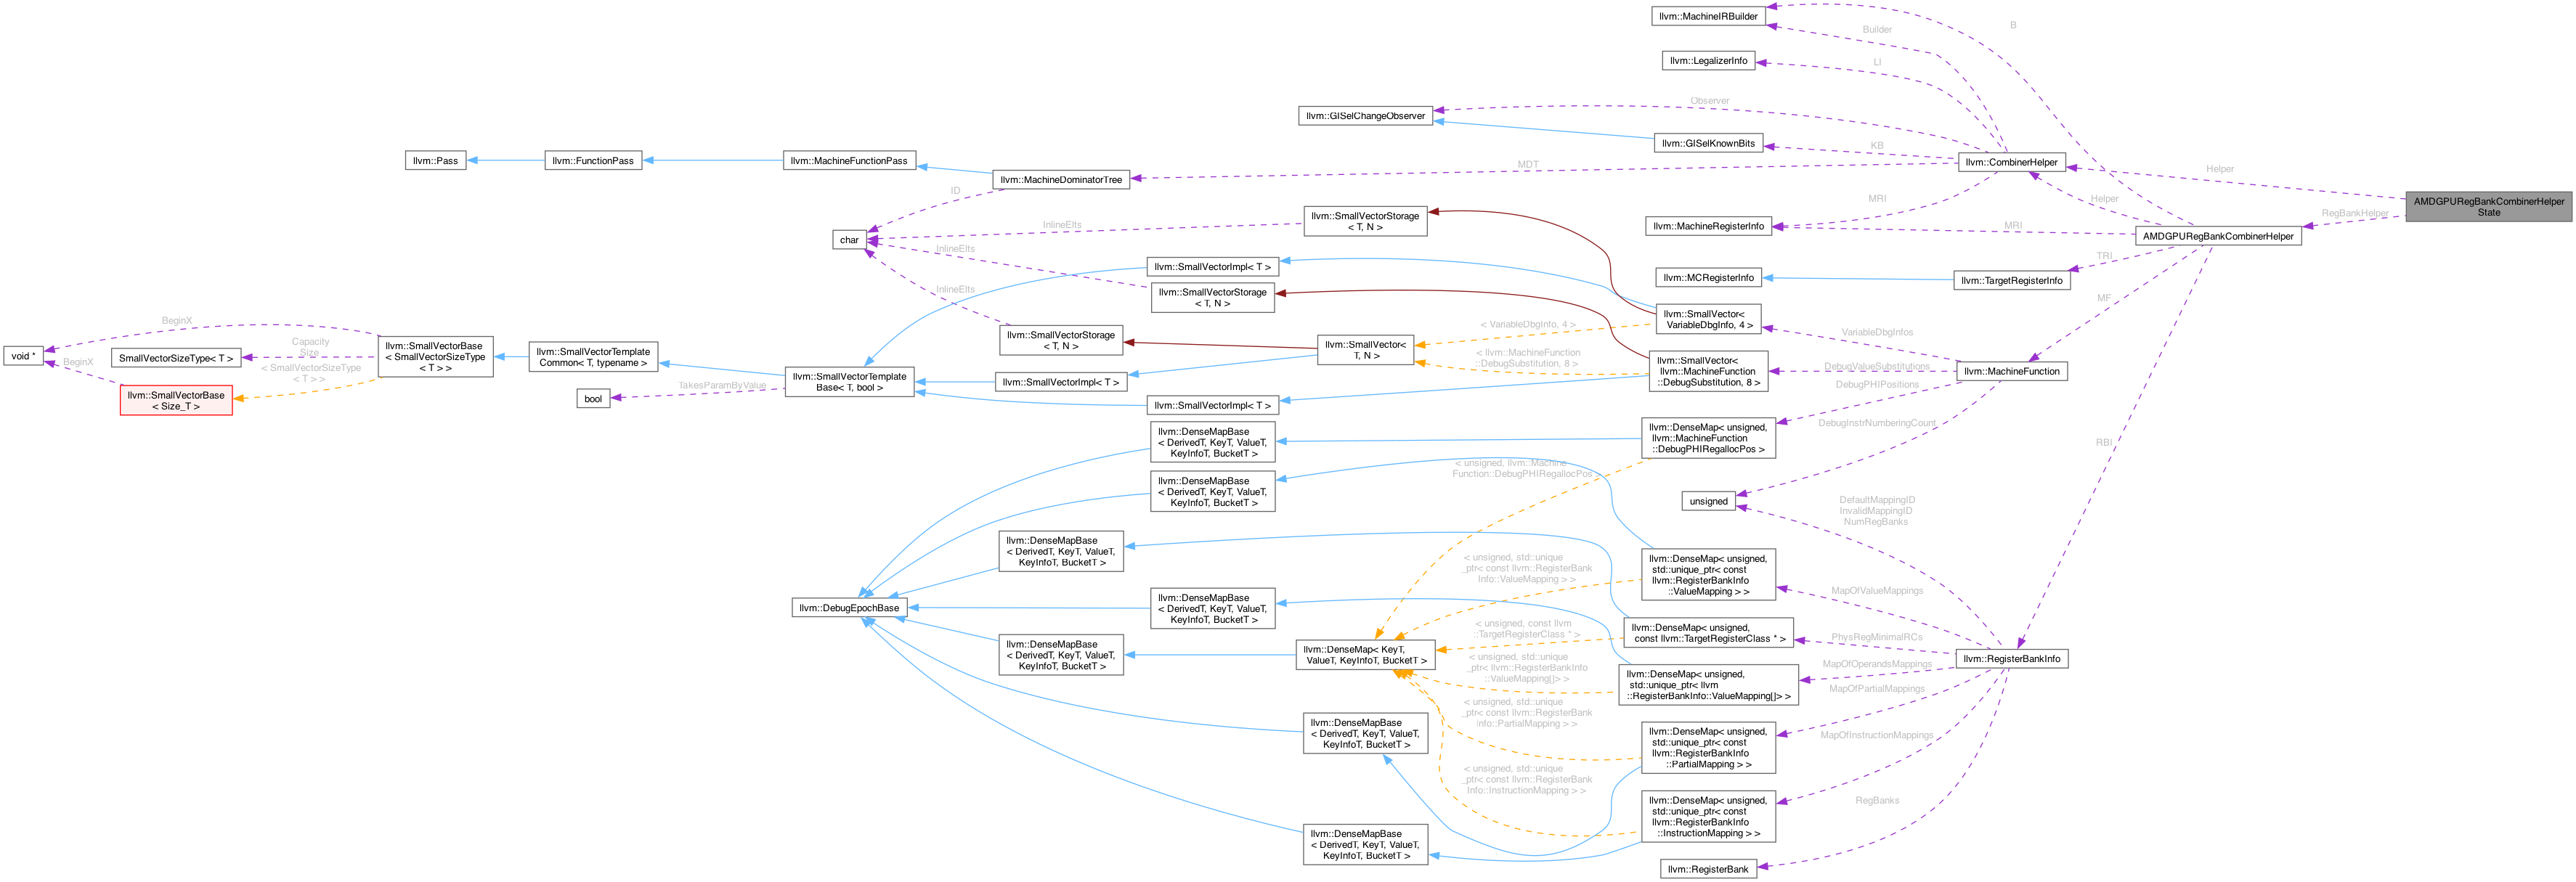 llvm::MachineIRBuilder
B
Builder
llvm::LegalizerInfo
LI
Observer
llvm::GISelChangeObserver
llvm::GISelKnownBits
KB
llvm::Pass
llvm::FunctionPass
llvm::MachineFunctionPass
MDT
llvm::CombinerHelper
Helper
llvm::MachineDominatorTree
ID
MRI
Helper
AMDGPURegBankCombinerHelper
State
RegBankHelper
llvm::SmallVectorStorage
< T, N >
InlineElts
llvm::MachineRegisterInfo
MRI
AMDGPURegBankCombinerHelper
char
InlineElts
TRI
llvm::SmallVectorImpl< T >
llvm::MCRegisterInfo
llvm::TargetRegisterInfo
InlineElts
llvm::SmallVectorStorage
< T, N >
MF
BeginX
llvm::SmallVector<
VariableDbgInfo, 4 >
< VariableDbgInfo, 4 >
VariableDbgInfos
llvm::SmallVectorStorage
< T, N >
void *
Capacity
Size
SmallVectorSizeType< T >
BeginX
llvm::SmallVectorBase
< SmallVectorSizeType
< T > >
llvm::SmallVectorTemplate
Common< T, typename >
llvm::SmallVector<
T, N >
< llvm::MachineFunction
::DebugSubstitution, 8 >
llvm::SmallVector<
llvm::MachineFunction
::DebugSubstitution, 8 >
DebugValueSubstitutions
llvm::MachineFunction
< SmallVectorSizeType
< T > >
llvm::SmallVectorBase
< Size_T >
TakesParamByValue
bool
llvm::SmallVectorTemplate
Base< T, bool >
llvm::SmallVectorImpl< T >
llvm::SmallVectorImpl< T >
DebugPHIPositions
DebugInstrNumberingCount
llvm::DenseMapBase
< DerivedT, KeyT, ValueT,
KeyInfoT, BucketT >
llvm::DenseMap< unsigned,
llvm::MachineFunction
::DebugPHIRegallocPos >
RBI
< unsigned, llvm::Machine
Function::DebugPHIRegallocPos >
llvm::DenseMapBase
< DerivedT, KeyT, ValueT,
KeyInfoT, BucketT >
unsigned
DefaultMappingID
InvalidMappingID
NumRegBanks
llvm::DenseMapBase
< DerivedT, KeyT, ValueT,
KeyInfoT, BucketT >
< unsigned, std::unique
_ptr< const llvm::RegisterBank
Info::ValueMapping > >
llvm::DenseMap< unsigned,
std::unique_ptr< const
llvm::RegisterBankInfo
::ValueMapping > >
MapOfValueMappings
llvm::DebugEpochBase
llvm::DenseMapBase
< DerivedT, KeyT, ValueT,
KeyInfoT, BucketT >
< unsigned, const llvm
::TargetRegisterClass * >
llvm::DenseMap< unsigned,
const llvm::TargetRegisterClass * >
PhysRegMinimalRCs
llvm::DenseMapBase
< DerivedT, KeyT, ValueT,
KeyInfoT, BucketT >
llvm::DenseMap< KeyT,
ValueT, KeyInfoT, BucketT >
llvm::RegisterBankInfo
< unsigned, std::unique
_ptr< llvm::RegisterBankInfo
::ValueMapping[]> >
llvm::DenseMap< unsigned,
std::unique_ptr< llvm
::RegisterBankInfo::ValueMapping[]> >
MapOfOperandsMappings
MapOfPartialMappings
< unsigned, std::unique
_ptr< const llvm::RegisterBank
Info::PartialMapping > >
llvm::DenseMapBase
< DerivedT, KeyT, ValueT,
KeyInfoT, BucketT >
llvm::DenseMap< unsigned,
std::unique_ptr< const
llvm::RegisterBankInfo
::PartialMapping > >
MapOfInstructionMappings
< unsigned, std::unique
_ptr< const llvm::RegisterBank
Info::InstructionMapping > >
llvm::DenseMap< unsigned,
std::unique_ptr< const
llvm::RegisterBankInfo
::InstructionMapping > >
RegBanks
llvm::DenseMapBase
< DerivedT, KeyT, ValueT,
KeyInfoT, BucketT >
llvm::RegisterBank